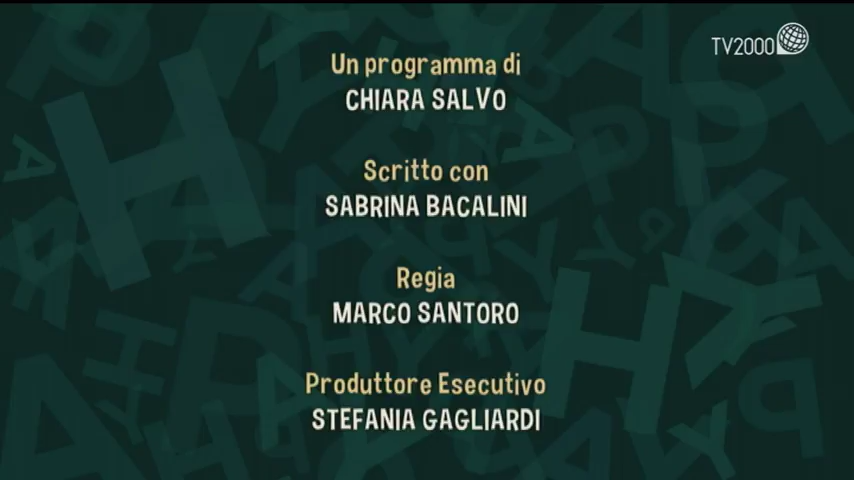 TV2000
Un programma di
CHIARA SALVO
Scritto con
SABRINA BACALINI
Regia
MARCO SANTORO
Produttore Esecutivo
STEFANIA GAGLIARDI